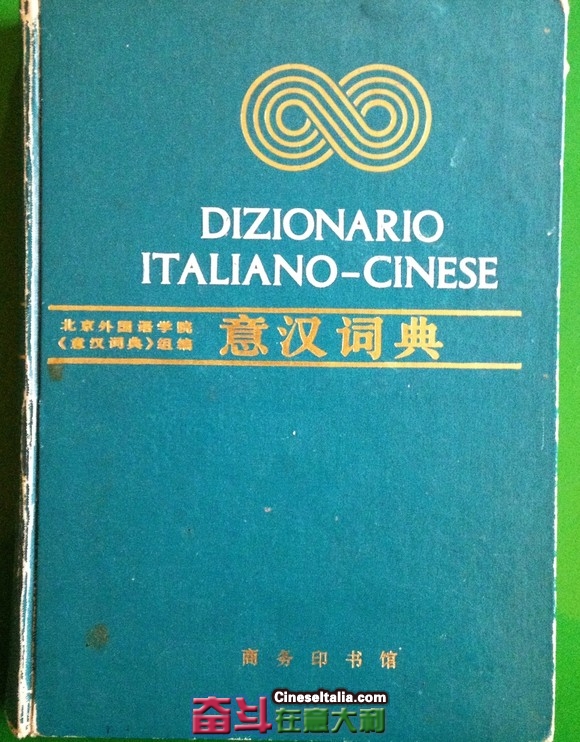 DIZIONARIO
ITALIANO-CINESE
北京外国语学院
《意汉词典》组编
意汉词典
商务印书馆
CineseItalia.com
奋斗在意大利